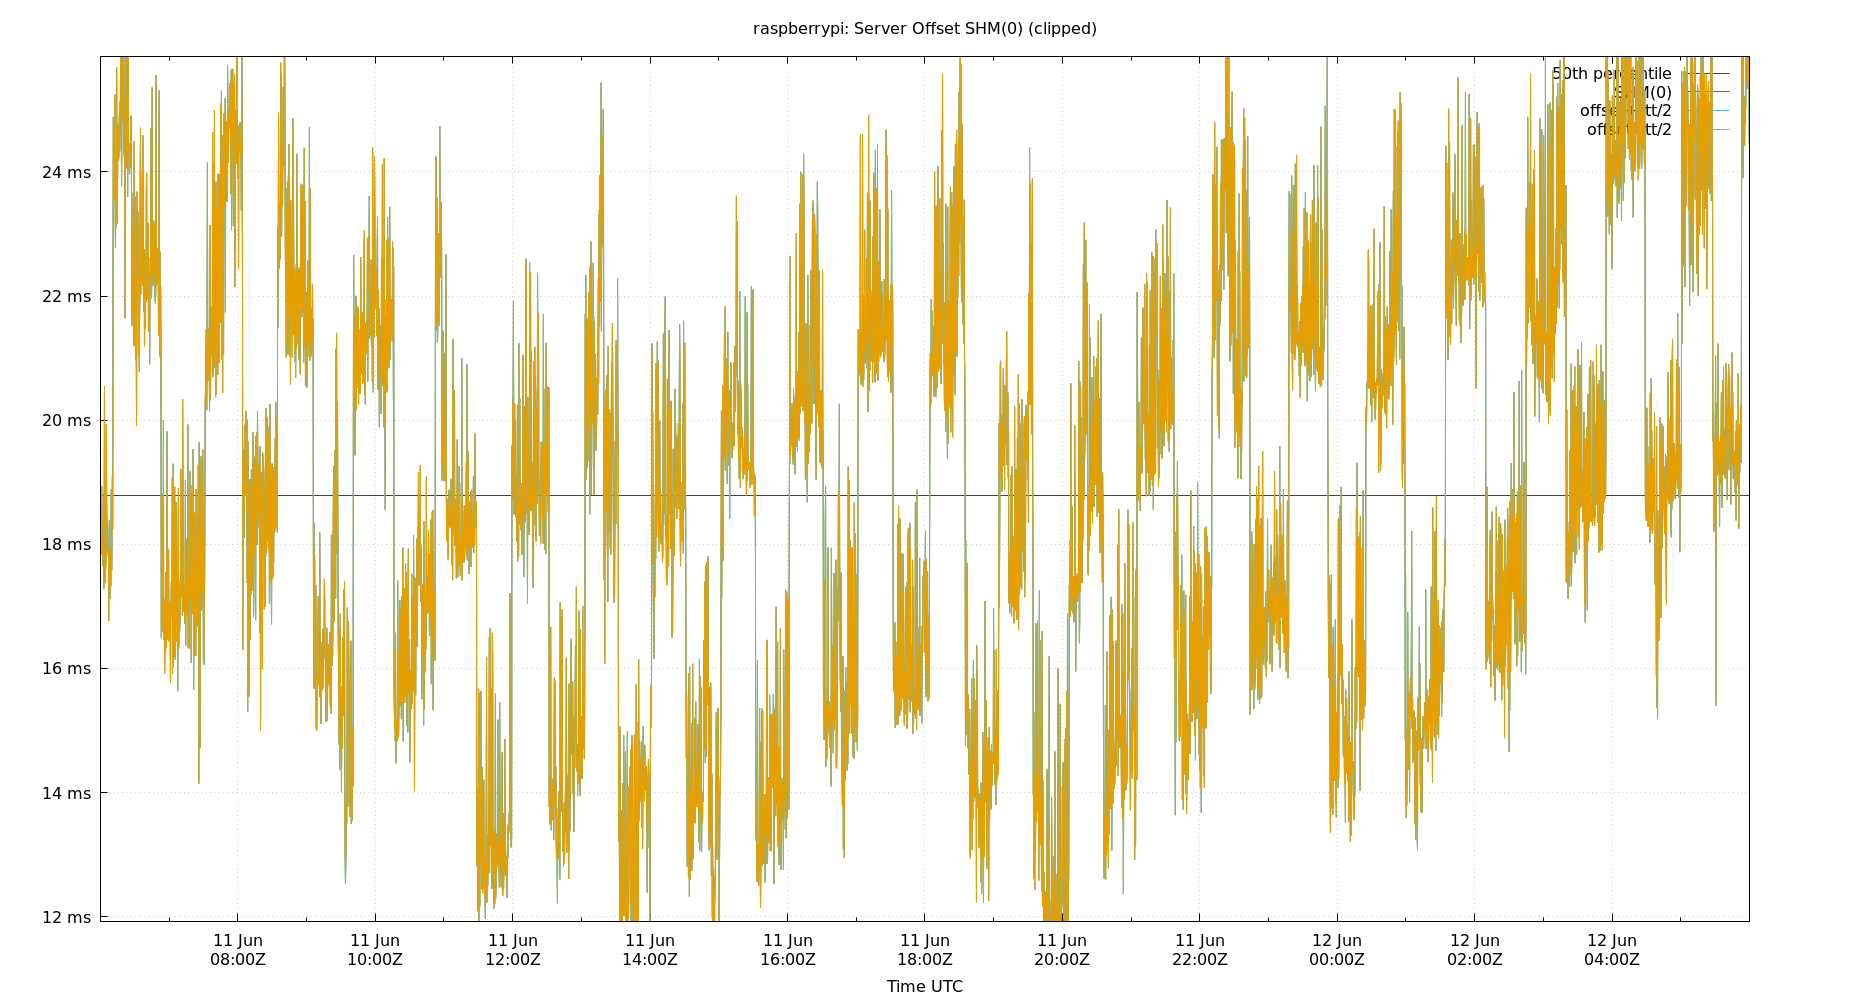 raspberrypi: Server Offset SHM(0) (clipped)
50th percentile
SHM(0)
24 ms
22 ms
20 ms
18 ms
16 ms
14 ms
12 ms
11 Jun 11 Jun 11 Jun 11 Jun 11 Jun 11 Jun 11 Jun 11 Jun 12 Jun 12 Jun 12 Jun
08:00Z 10:00Z 12:00Z 14:00Z 16:00Z 18:00Z 20:00Z 22:00Z 00:00Z 02:00Z 04:00Z
Time UTC